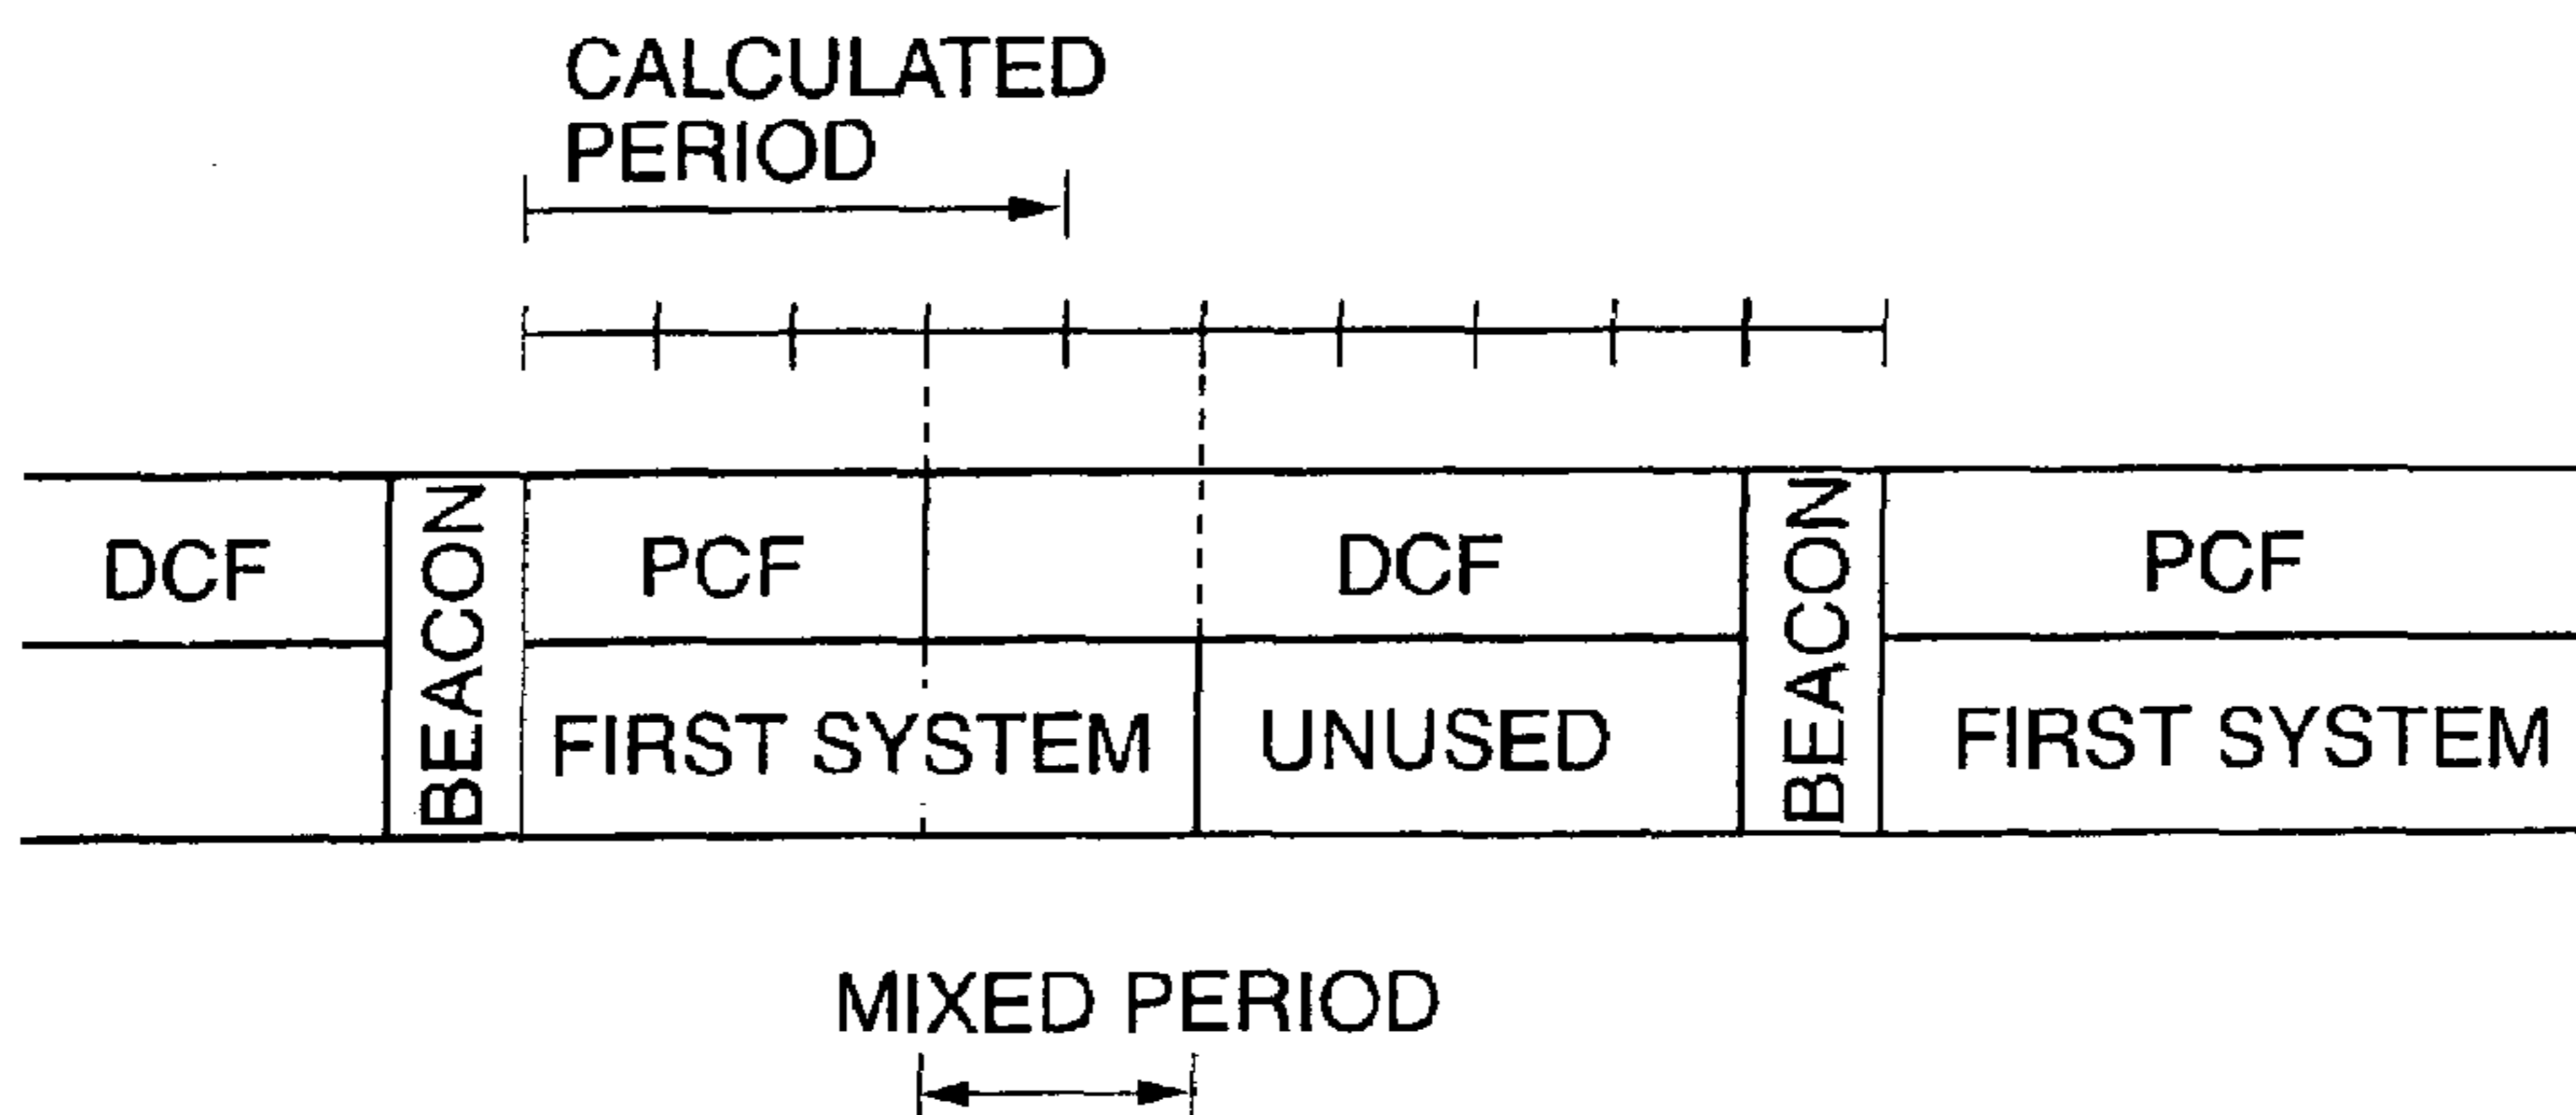 CALCULATED
PERIOD
DCF
BEACON
PCF
DCF
BEACON
PCF
FIRST SYSTEM
UNUSED
FIRST SYSTEM
MIXED PERIOD